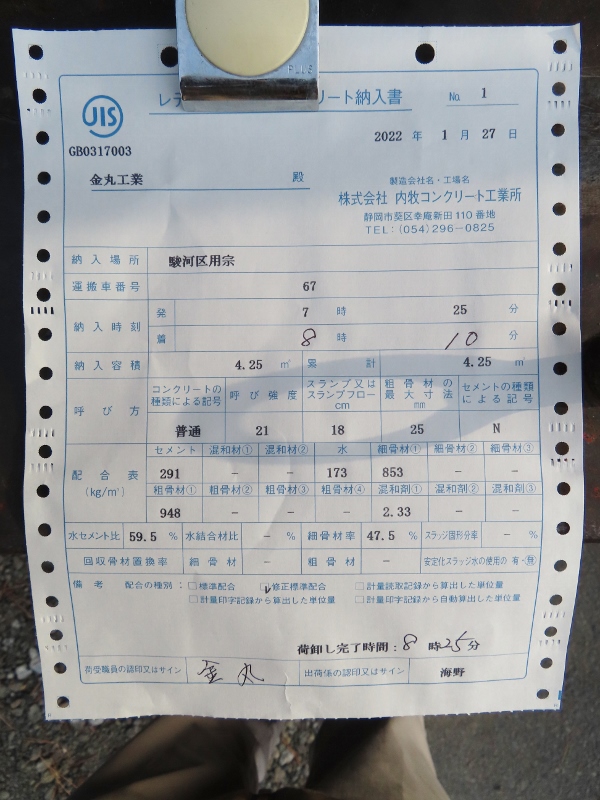 PLUS
レデ ート納入書
No. 1
JIS
GB0317003
2022 年 1 月 27 日
金丸工業 殿
製造会社名・工場名
株式会社 内牧コンクリート工業所
静岡市葵区幸庵新田110番地
TEL:(054)296-0825
納入場所 駿河区用宗
運搬車番号 67
納入時刻 発 7 時 25 分
着 8 時 10 分
納入容積 4.25 m³ 累計 4.25 m³
呼び方 コンクリートの種類による記号 呼び強度 スランプ又はスランプフロー cm 粗骨材の最大寸法 mm セメントの種類による記号
普通 21 18 25 N
配合表 (kg/m³) セメント 混和材① 混和材② 水 細骨材① 細骨材② 細骨材③
291 － － 173 853 － －
粗骨材① 粗骨材② 粗骨材③ 粗骨材④ 混和剤① 混和剤② 混和剤③
948 － － － 2.33 － －
水セメント比 59.5 % 水結合材比 － % 細骨材率 47.5 % スラッジ固形分率 － %
回収骨材置換率 細骨材 － 粗骨材 － 安定化スラッジ水の使用の 有・無
備考 配合の種別: □標準配合 ☑修正標準配合 □計量読取記録から算出した単位量
□計量印字記録から算出した単位量 □計量印字記録から自動算出した単位量
荷卸し完了時間: 8 時25分
荷受職員の認印又はサイン 金丸 出荷係の認印又はサイン 海野